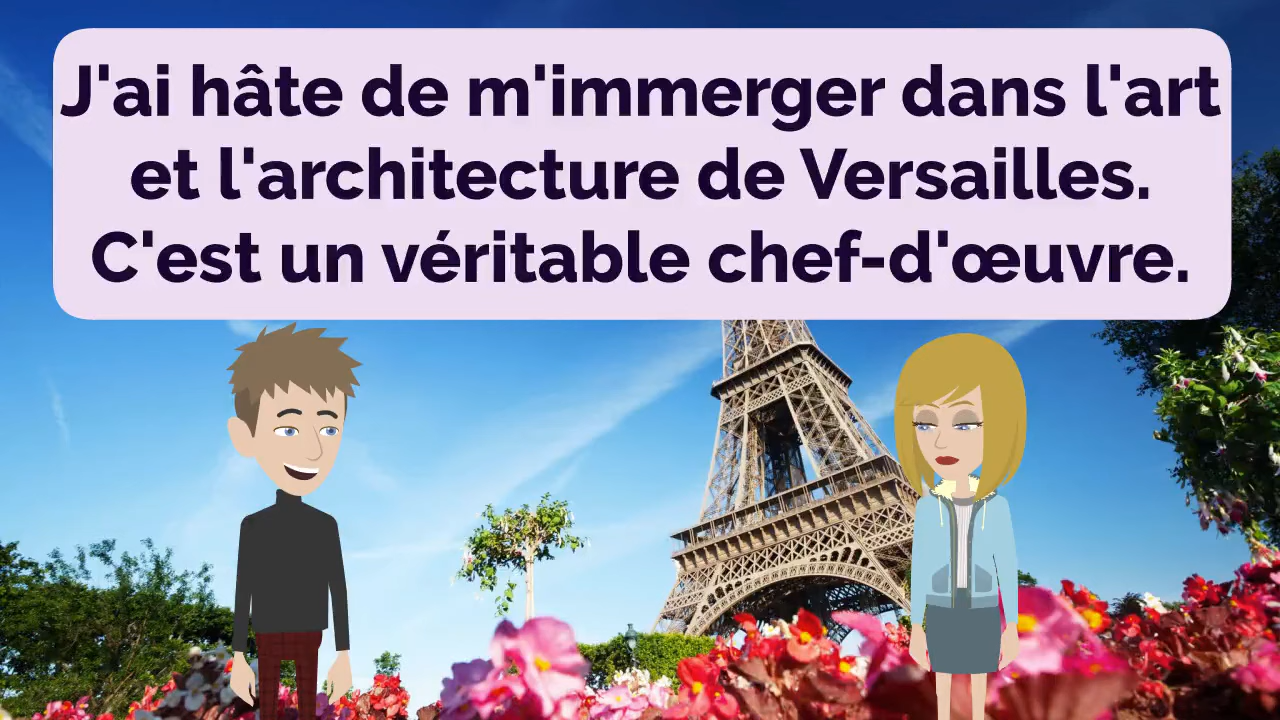 J'ai hâte de m'immerger dans l'art
et l'architecture de Versailles.
C'est un véritable chef-d'œuvre.